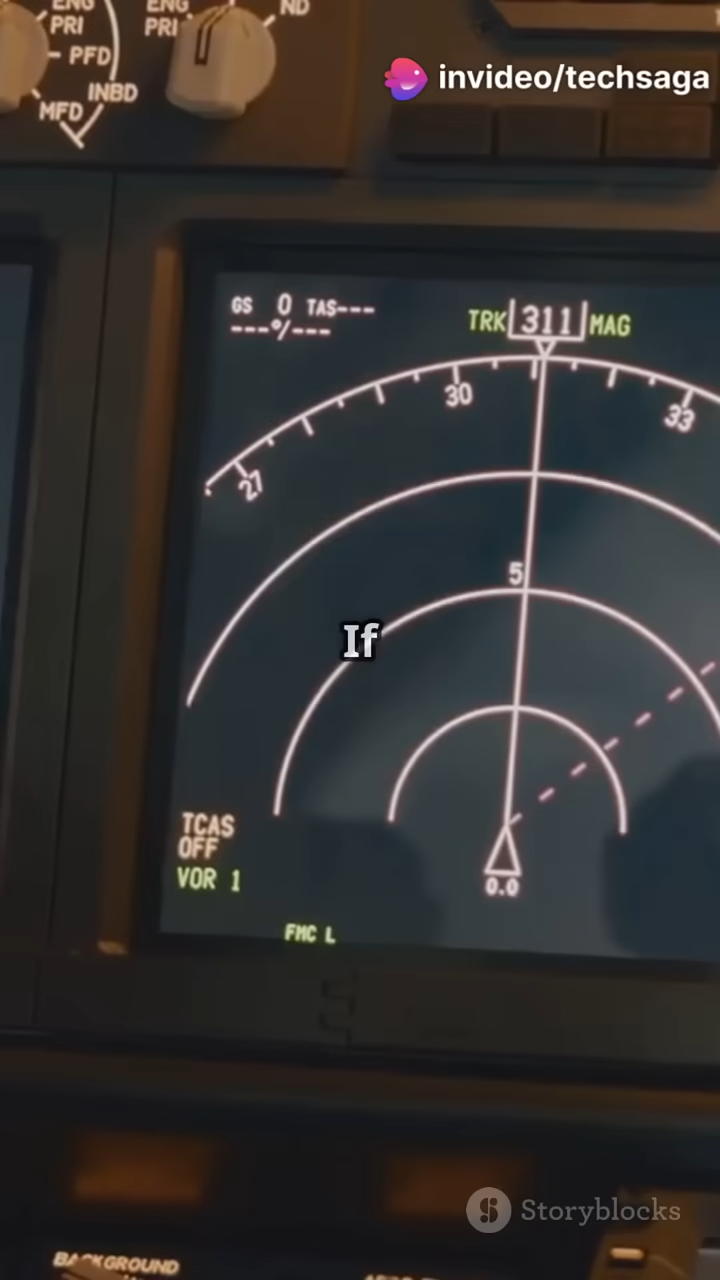 ENG
PRI
PFD
INBD
MFD
ENG
PRI
ND
invideo/techsaga
GS 0 TAS---
---°/---
TRK 311 MAG
30
33
27
5
If
TCAS
OFF
VOR 1
0.0
FMC L
Storyblocks
BACKGROUND